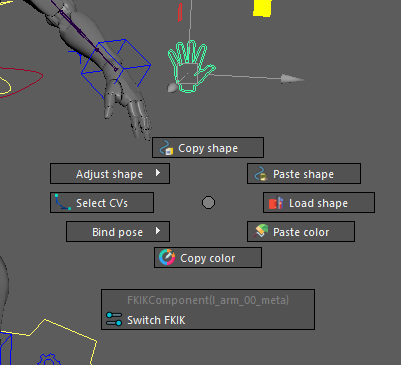 Copy shape
Adjust shape
Paste shape
Select CVs
Load shape
Bind pose
Paste color
Copy color
FKIKComponent(l_arm_00_meta)
Switch FKIK